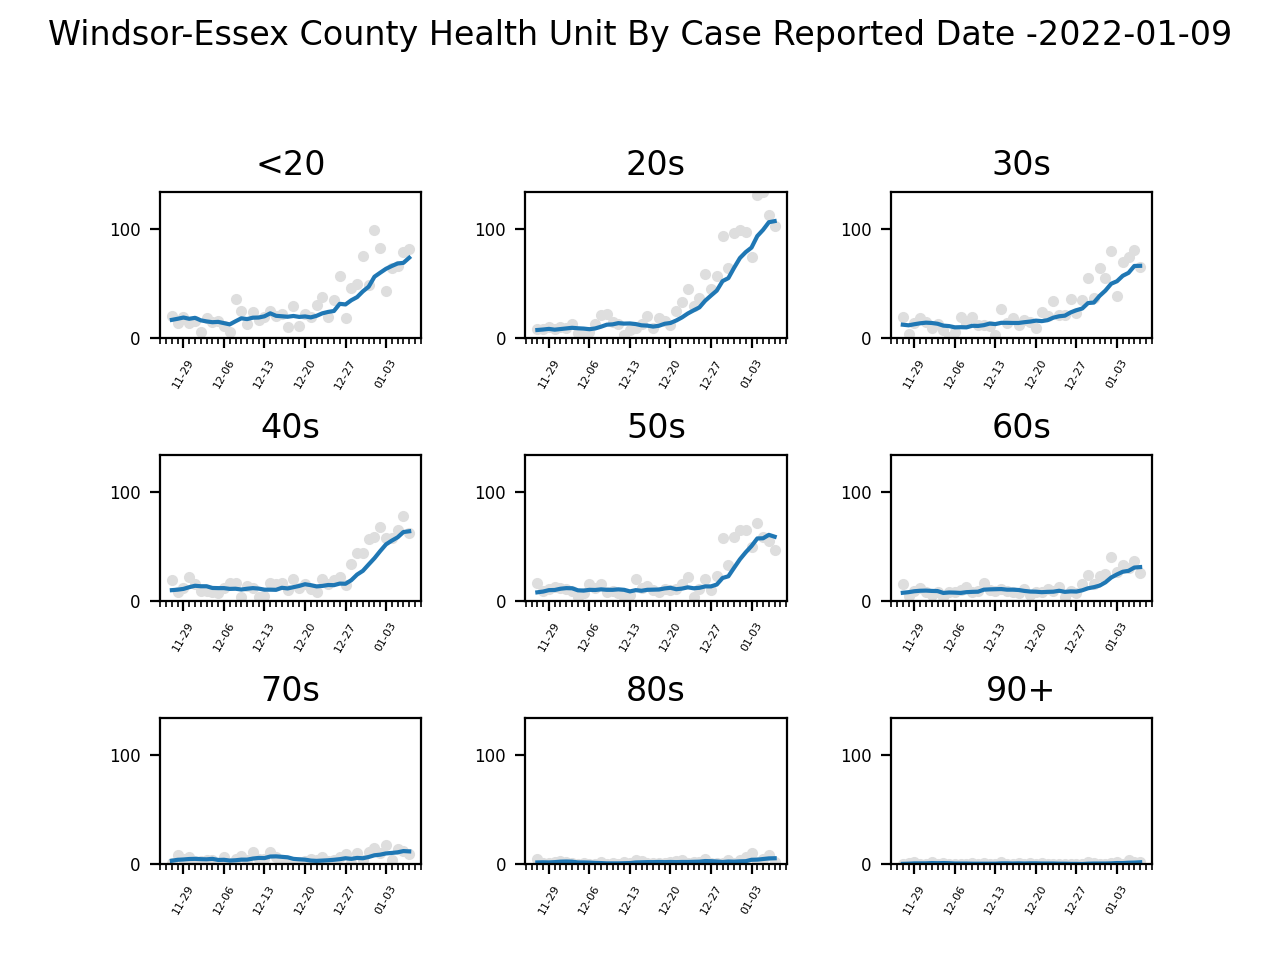 Windsor-Essex County Health Unit By Case Reported Date -2022-01-09
<20 20s 30s
100 100 100
0 0 0
11-29 12-06 12-13 12-20 12-27 01-03 11-29 12-06 12-13 12-20 12-27 01-03 11-29 12-06 12-13 12-20 12-27 01-03
40s 50s 60s
100 100 100
0 0 0
11-29 12-06 12-13 12-20 12-27 01-03 11-29 12-06 12-13 12-20 12-27 01-03 11-29 12-06 12-13 12-20 12-27 01-03
70s 80s 90+
100 100 100
0 0 0
11-29 12-06 12-13 12-20 12-27 01-03 11-29 12-06 12-13 12-20 12-27 01-03 11-29 12-06 12-13 12-20 12-27 01-03